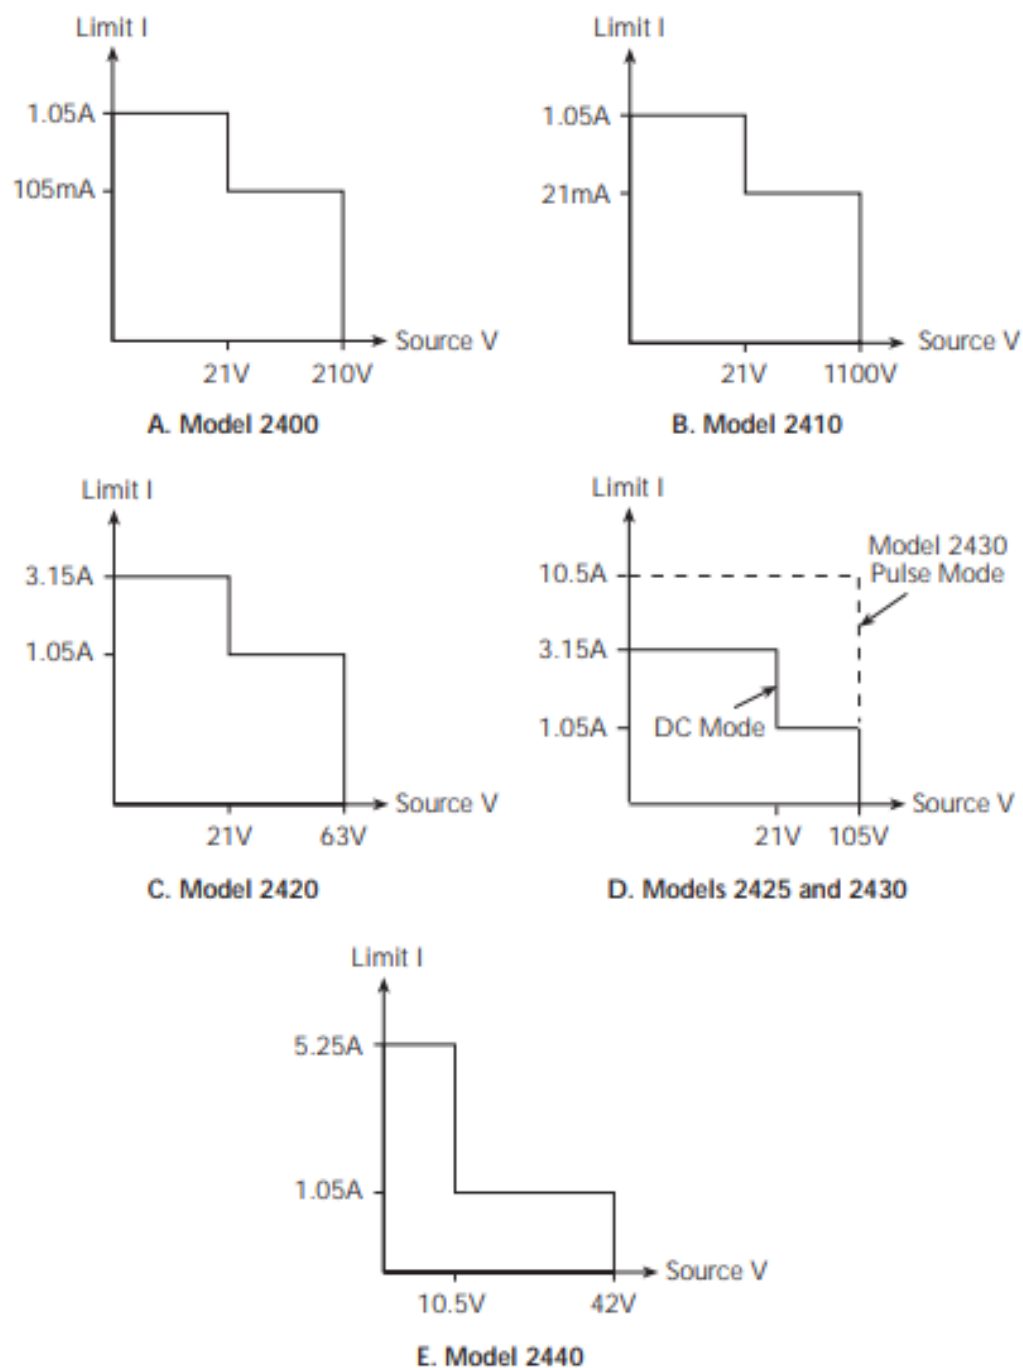 Limit I
1.05A
105mA
Source V
21V 210V
A. Model 2400
Limit I
1.05A
21mA
Source V
21V 1100V
B. Model 2410
Limit I
3.15A
1.05A
Source V
21V 63V
C. Model 2420
Limit I
Model 2430
Pulse Mode
10.5A
3.15A
DC Mode
1.05A
Source V
21V 105V
D. Models 2425 and 2430
Limit I
5.25A
1.05A
Source V
10.5V 42V
E. Model 2440